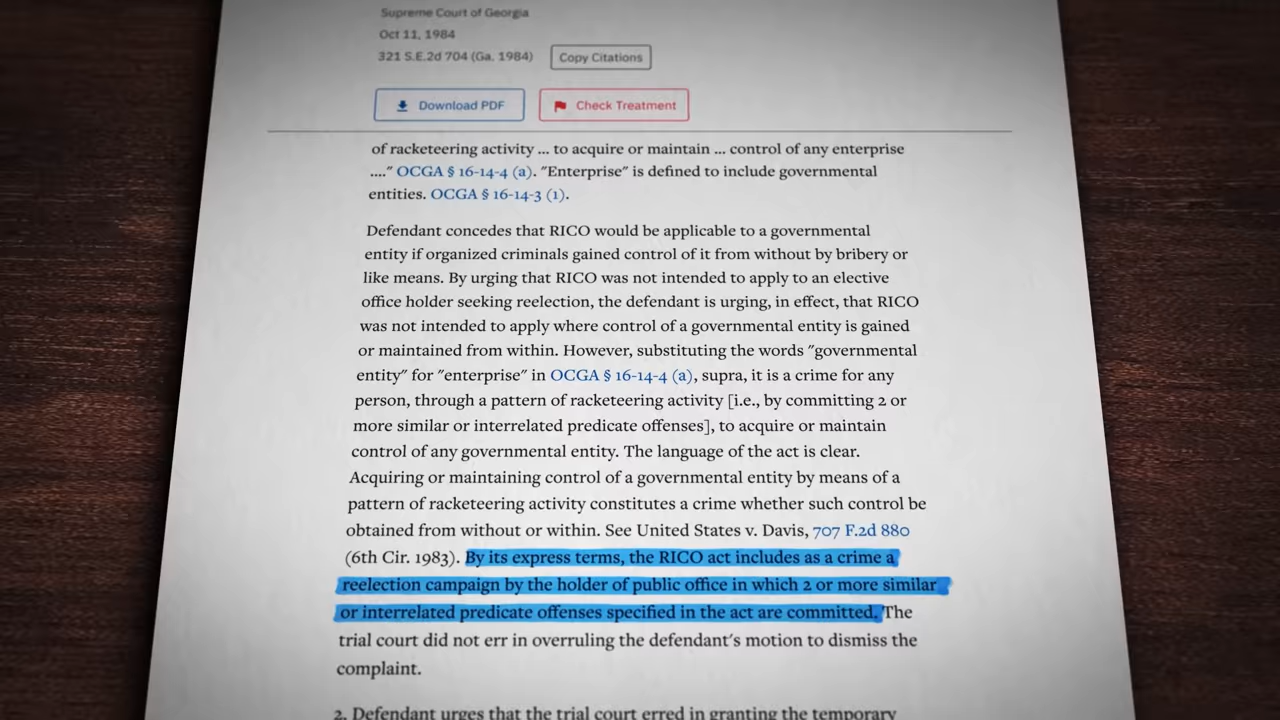 Supreme Court of Georgia
Oct 11, 1984
321 S.E.2d 704 (Ga. 1984) Copy Citations
Download PDF Check Treatment
of racketeering activity ... to acquire or maintain ... control of any enterprise
...." OCGA § 16-14-4 (a). "Enterprise" is defined to include governmental
entities. OCGA § 16-14-3 (1).
Defendant concedes that RICO would be applicable to a governmental
entity if organized criminals gained control of it from without by bribery or
like means. By urging that RICO was not intended to apply to an elective
office holder seeking reelection, the defendant is urging, in effect, that RICO
was not intended to apply where control of a governmental entity is gained
or maintained from within. However, substituting the words "governmental
entity" for "enterprise" in OCGA § 16-14-4 (a), supra, it is a crime for any
person, through a pattern of racketeering activity [i.e., by committing 2 or
more similar or interrelated predicate offenses], to acquire or maintain
control of any governmental entity. The language of the act is clear.
Acquiring or maintaining control of a governmental entity by means of a
pattern of racketeering activity constitutes a crime whether such control be
obtained from without or within. See United States v. Davis, 707 F.2d 880
(6th Cir. 1983). By its express terms, the RICO act includes as a crime a
reelection campaign by the holder of public office in which 2 or more similar
or interrelated predicate offenses specified in the act are committed. The
trial court did not err in overruling the defendant's motion to dismiss the
complaint.
2. Defendant urges that the trial court erred in granting the temporary